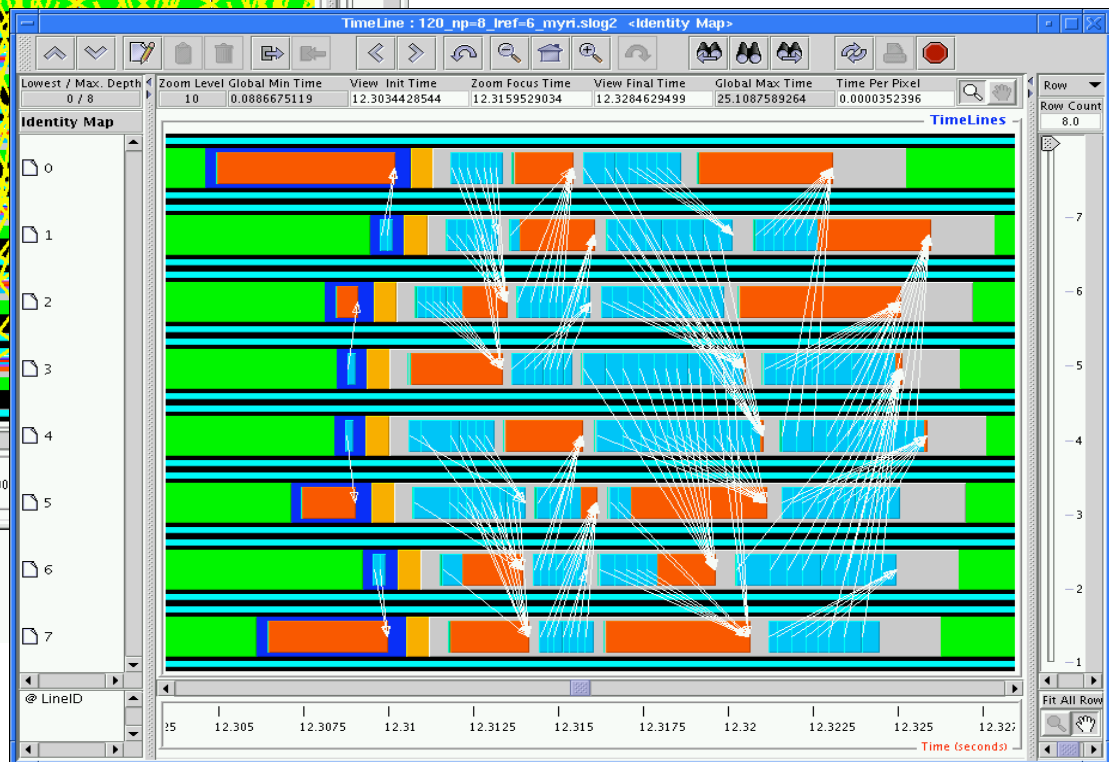 TimeLine : 120_np=8_lref=6_myri.slog2 <Identity Map>
Lowest / Max. Depth
0 / 8
Zoom Level Global Min Time View Init Time Zoom Focus Time View Final Time Global Max Time Time Per Pixel
10 0.0886675119 12.3034428544 12.3159529034 12.3284629499 25.1087589264 0.0000352396
Row
Row Count
8.0
Identity Map
TimeLines
0
1
2
3
4
5
6
7
7
6
5
4
3
2
1
@ LineID
Fit All Row
25 12.305 12.3075 12.31 12.3125 12.315 12.3175 12.32 12.3225 12.325 12.327
Time (seconds)
00